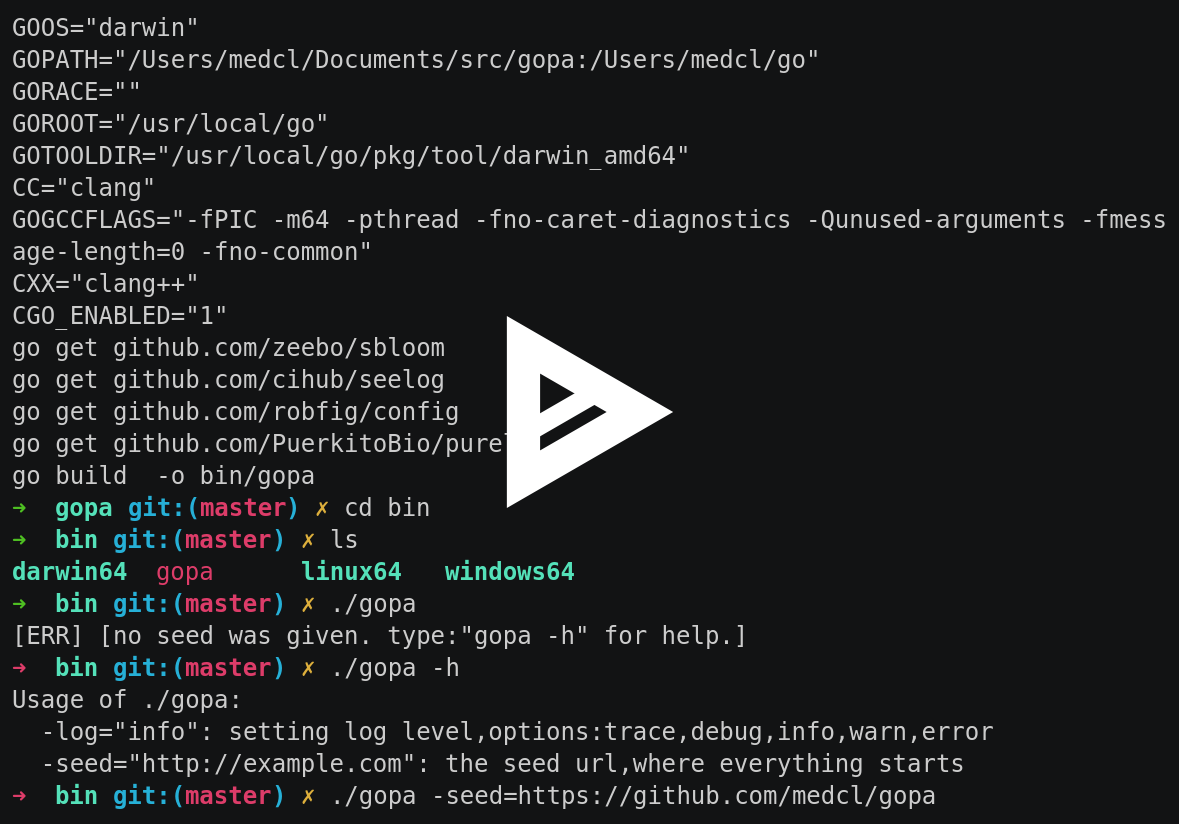 GOOS="darwin"
GOPATH="/Users/medcl/Documents/src/gopa:/Users/medcl/go"
GORACE=""
GOROOT="/usr/local/go"
GOTOOLDIR="/usr/local/go/pkg/tool/darwin_amd64"
CC="clang"
GOGCCFLAGS="-fPIC -m64 -pthread -fno-caret-diagnostics -Qunused-arguments -fmess
age-length=0 -fno-common"
CXX="clang++"
CGO_ENABLED="1"
go get github.com/zeebo/sbloom
go get github.com/cihub/seelog
go get github.com/robfig/config
go get github.com/PuerkitoBio/
go build  -o bin/gopa
➜  gopa git:(master) ✗ cd bin
➜  bin git:(master) ✗ ls
darwin64  gopa      linux64   windows64
➜  bin git:(master) ✗ ./gopa
[ERR] [no seed was given. type:"gopa -h" for help.]
➜  bin git:(master) ✗ ./gopa -h
Usage of ./gopa:
  -log="info": setting log level,options:trace,debug,info,warn,error
  -seed="http://example.com": the seed url,where everything starts
➜  bin git:(master) ✗ ./gopa -seed=https://github.com/medcl/gopa